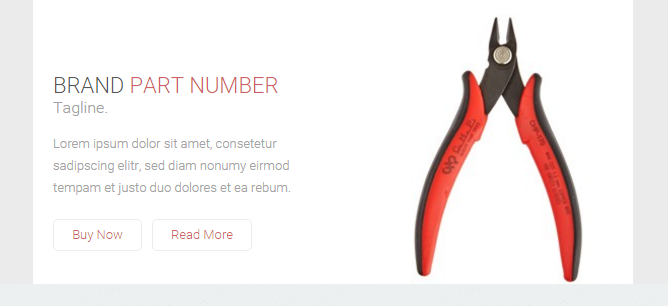 BRAND PART NUMBER
Tagline.
Lorem ipsum dolor sit amet, consetetur
sadipscing elitr, sed diam nonumy eirmod
tempam et justo duo dolores et ea rebum.
Buy Now
Read More